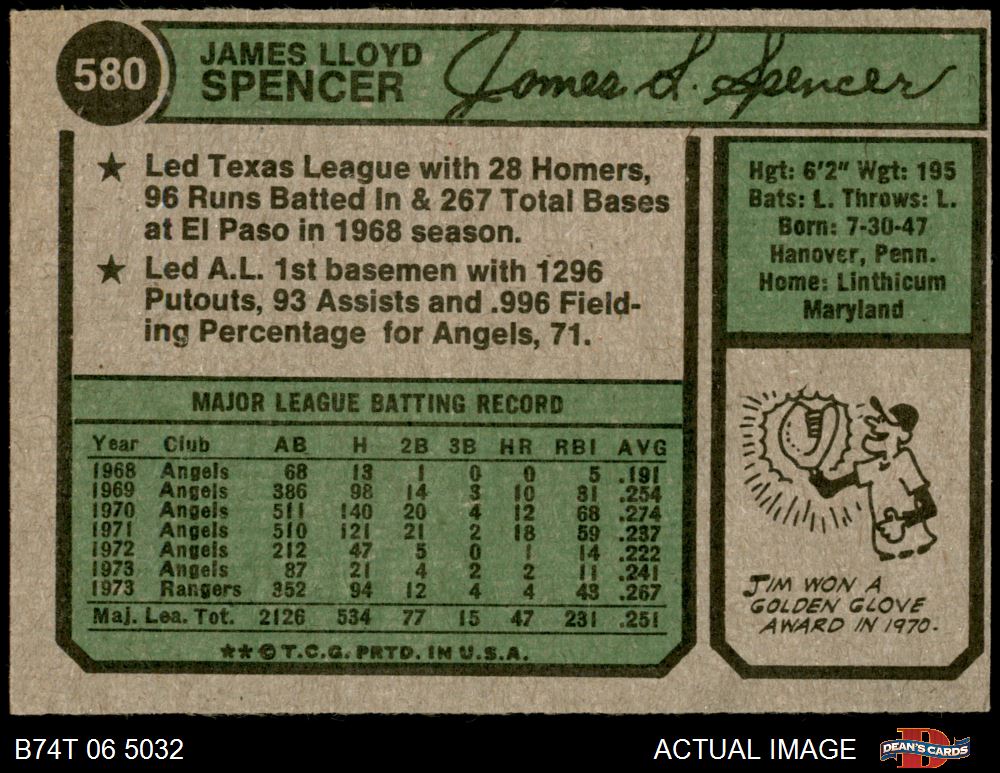 580
JAMES LLOYD
SPENCER
James L. Spencer
★ Led Texas League with 28 Homers,
96 Runs Batted In & 267 Total Bases
at El Paso in 1968 season.
★ Led A.L. 1st basemen with 1296
Putouts, 93 Assists and .996 Field-
ing Percentage for Angels, 71.
Hgt: 6'2" Wgt: 195
Bats: L. Throws: L.
Born: 7-30-47
Hanover, Penn.
Home: Linthicum
Maryland
MAJOR LEAGUE BATTING RECORD
Year Club AB H 2B 3B HR RBI AVG
1968 Angels 68 13 1 0 0 5 .191
1969 Angels 386 98 14 3 10 31 .254
1970 Angels 511 140 20 4 12 68 .274
1971 Angels 510 121 21 2 18 59 .237
1972 Angels 212 47 5 0 1 14 .222
1973 Angels 87 21 4 2 2 11 .241
1973 Rangers 352 94 12 4 4 43 .267
Maj. Lea. Tot. 2126 534 77 15 47 231 .251
★★© T.C.G. PRTD. IN U.S.A.
JIM WON A
GOLDEN GLOVE
AWARD IN 1970.
B74T 06 5032
ACTUAL IMAGE
DEAN'S CARDS